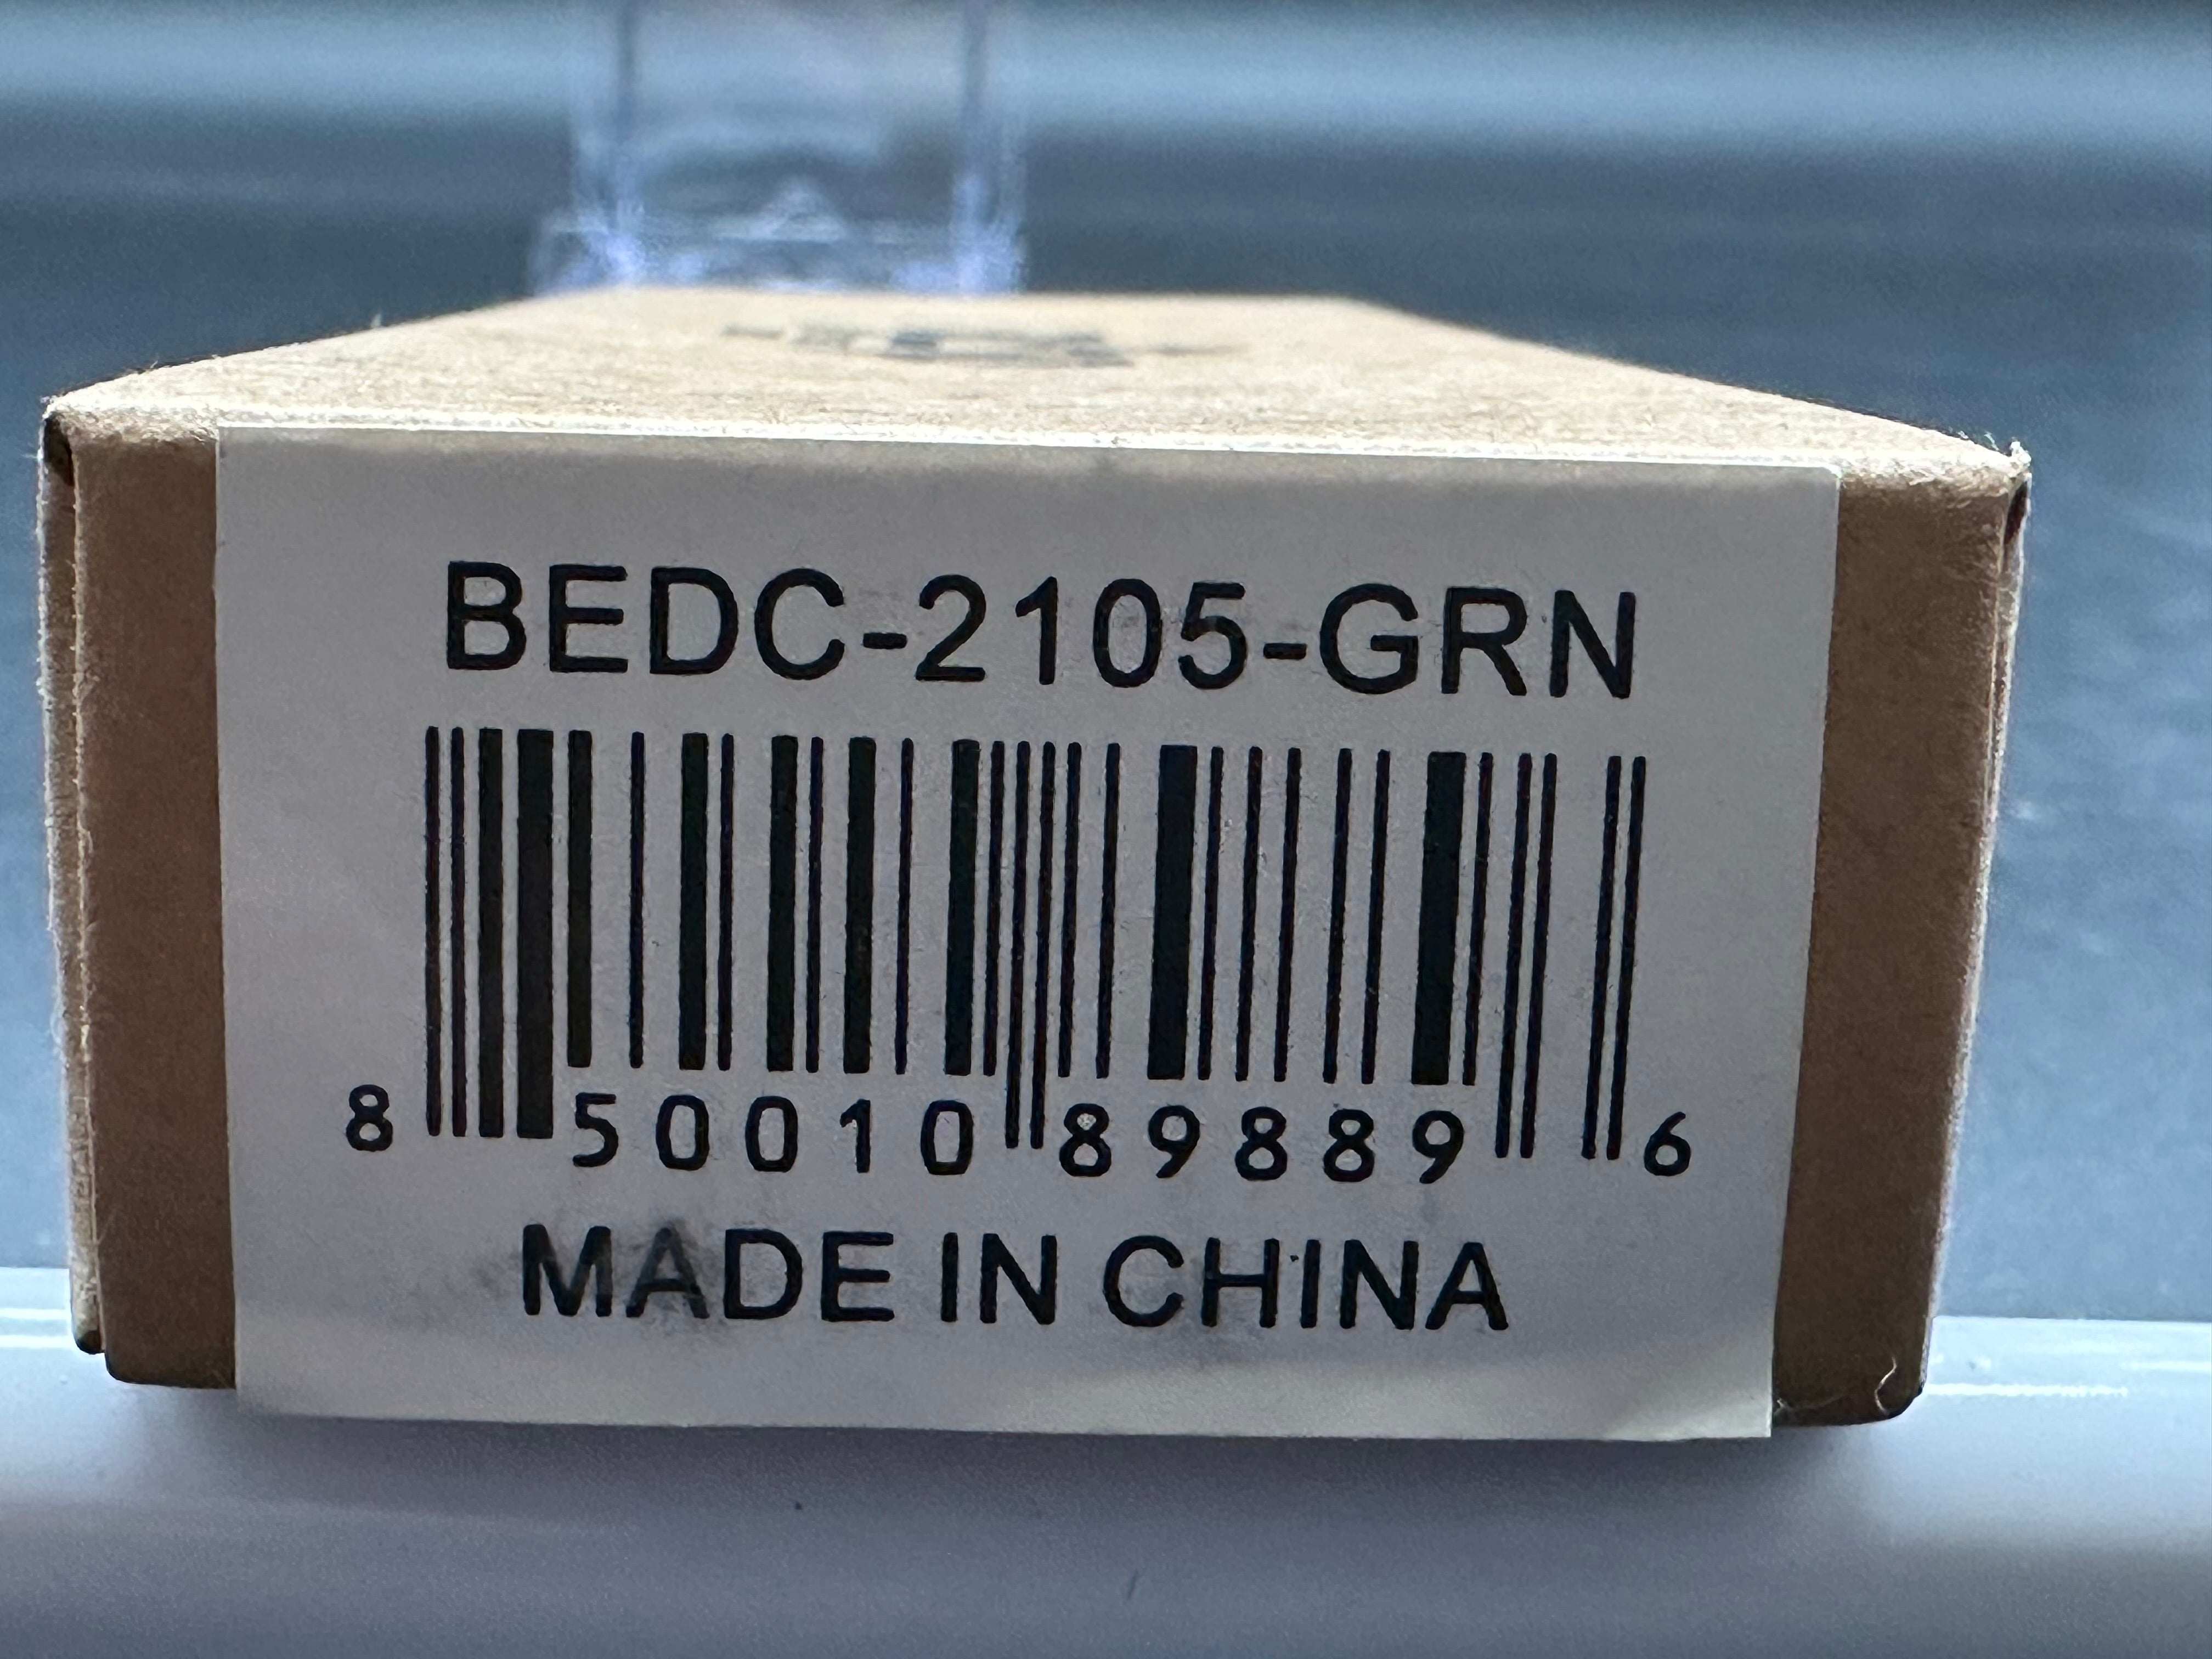 BEDC-2105-GRN
8 50010 89889 6
MADE IN CHINA